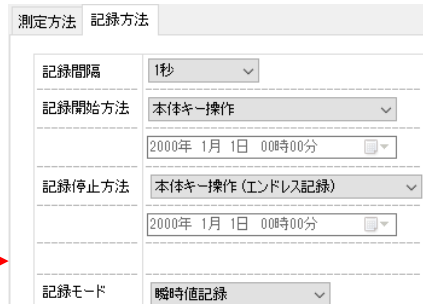 測定方法 記録方法
記録間隔 1秒
記録開始方法 本体キー操作
2000年 1月 1日 00時00分
記録停止方法 本体キー操作(エンドレス記録)
2000年 1月 1日 00時00分
記録モード 瞬時値記録